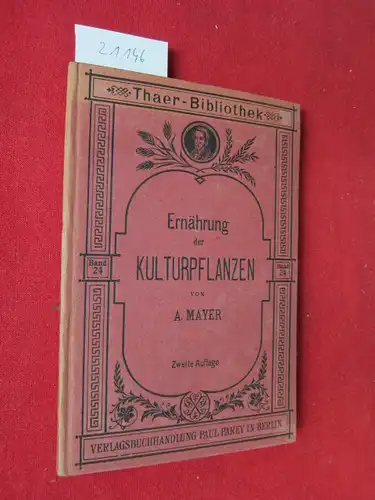 21146
Thaer-Bibliothek
Ernährung
der
Band 24
KULTURPFLANZEN
Band 24
VON
A. MAYER
Zweite Auflage
VERLAGSBUCHHANDLUNG PAUL PAREY IN BERLIN